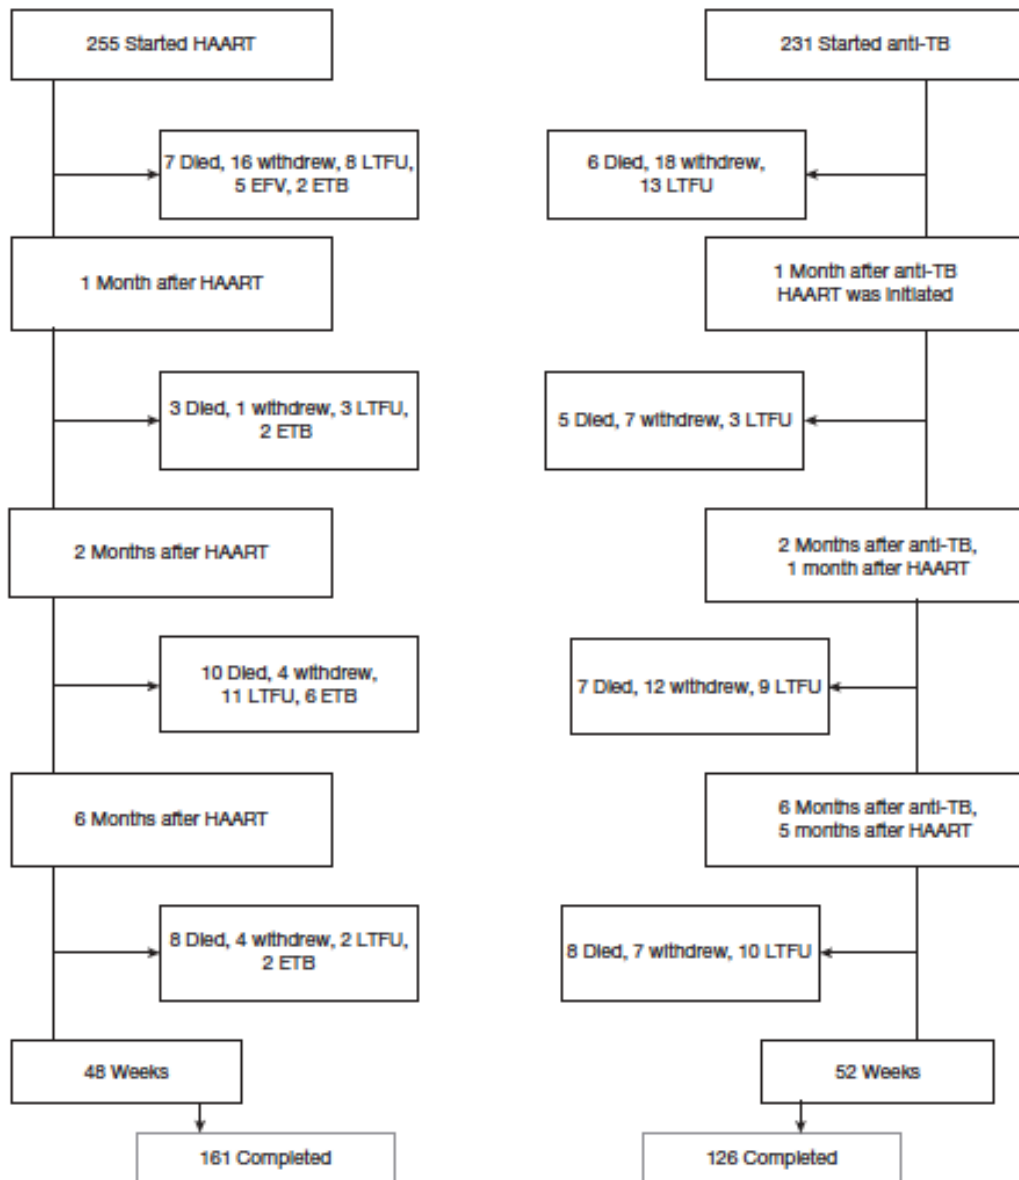 255 Started HAART
7 Died, 16 withdrew, 8 LTFU,
5 EFV, 2 ETB
1 Month after HAART
3 Died, 1 withdrew, 3 LTFU,
2 ETB
2 Months after HAART
10 Died, 4 withdrew,
11 LTFU, 6 ETB
6 Months after HAART
8 Died, 4 withdrew, 2 LTFU,
2 ETB
48 Weeks
161 Completed
231 Started anti-TB
6 Died, 18 withdrew,
13 LTFU
1 Month after anti-TB
HAART was initiated
5 Died, 7 withdrew, 3 LTFU
2 Months after anti-TB,
1 month after HAART
7 Died, 12 withdrew, 9 LTFU
6 Months after anti-TB,
5 months after HAART
8 Died, 7 withdrew, 10 LTFU
52 Weeks
126 Completed